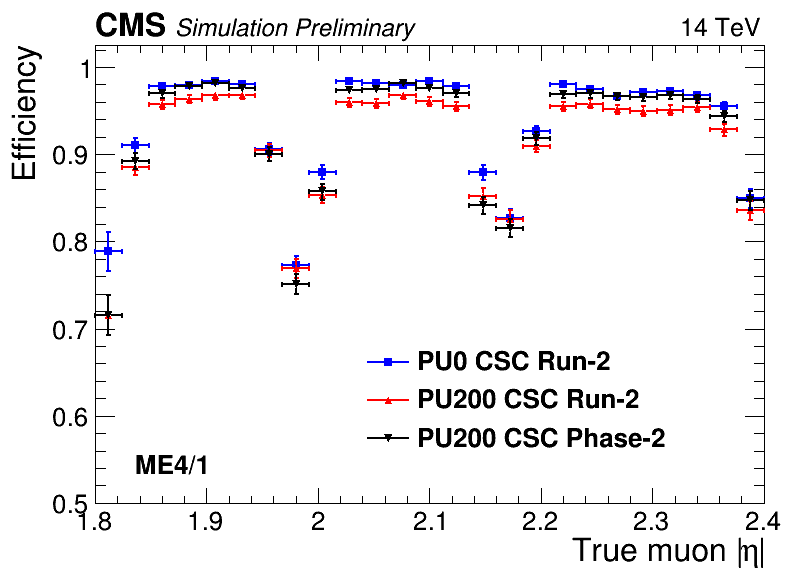 CMS Simulation Preliminary 14 TeV
Efficiency
1
0.9
0.8
0.7
0.6
0.5
PU0 CSC Run-2
PU200 CSC Run-2
PU200 CSC Phase-2
ME4/1
1.8 1.9 2 2.1 2.2 2.3 2.4
True muon |η|